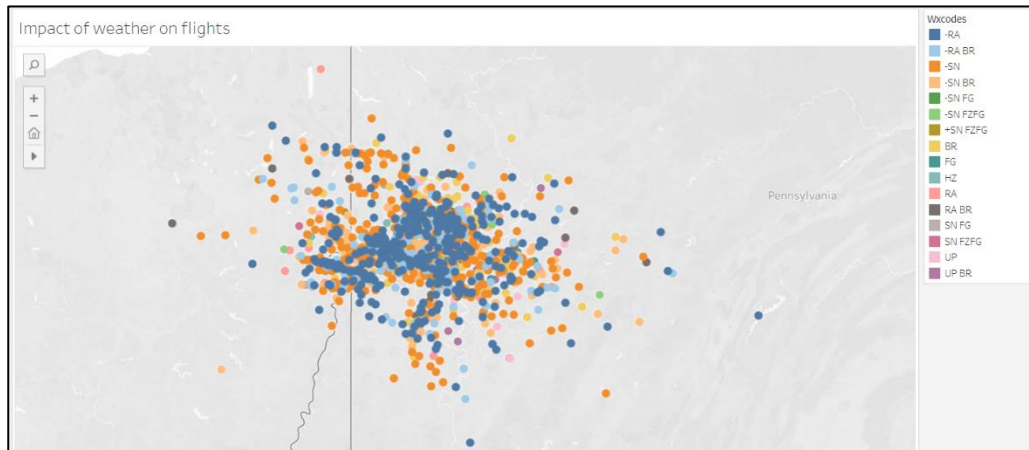 Impact of weather on flights
Pennsylvania
Wxcodes
-RA
-RA BR
-SN
-SN BR
-SN FG
-SN FZFG
+SN FZFG
BR
FG
HZ
RA
RA BR
SN FG
SN FZFG
UP
UP BR